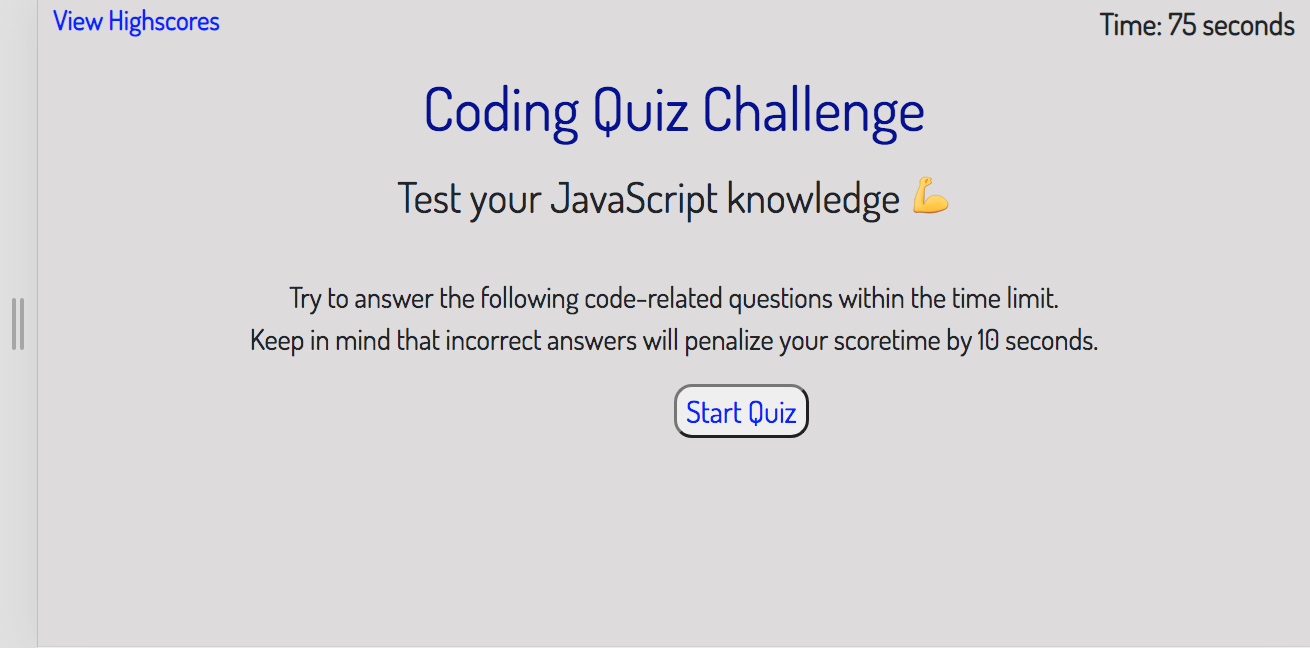 View Highscores
Time: 75 seconds
Coding Quiz Challenge
Test your JavaScript knowledge 💪
Try to answer the following code-related questions within the time limit.
Keep in mind that incorrect answers will penalize your scoretime by 10 seconds.
Start Quiz